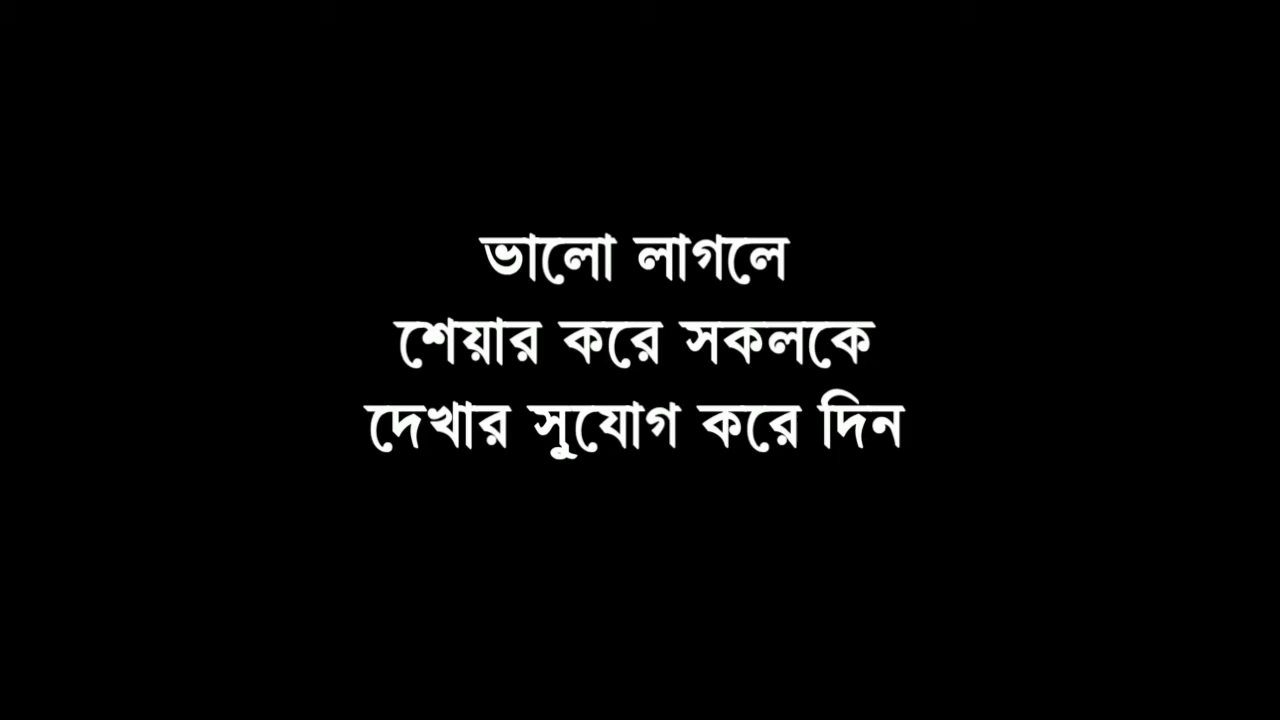 ভালো লাগলে
শেয়ার করে সকলকে
দেখার সুযোগ করে দিন